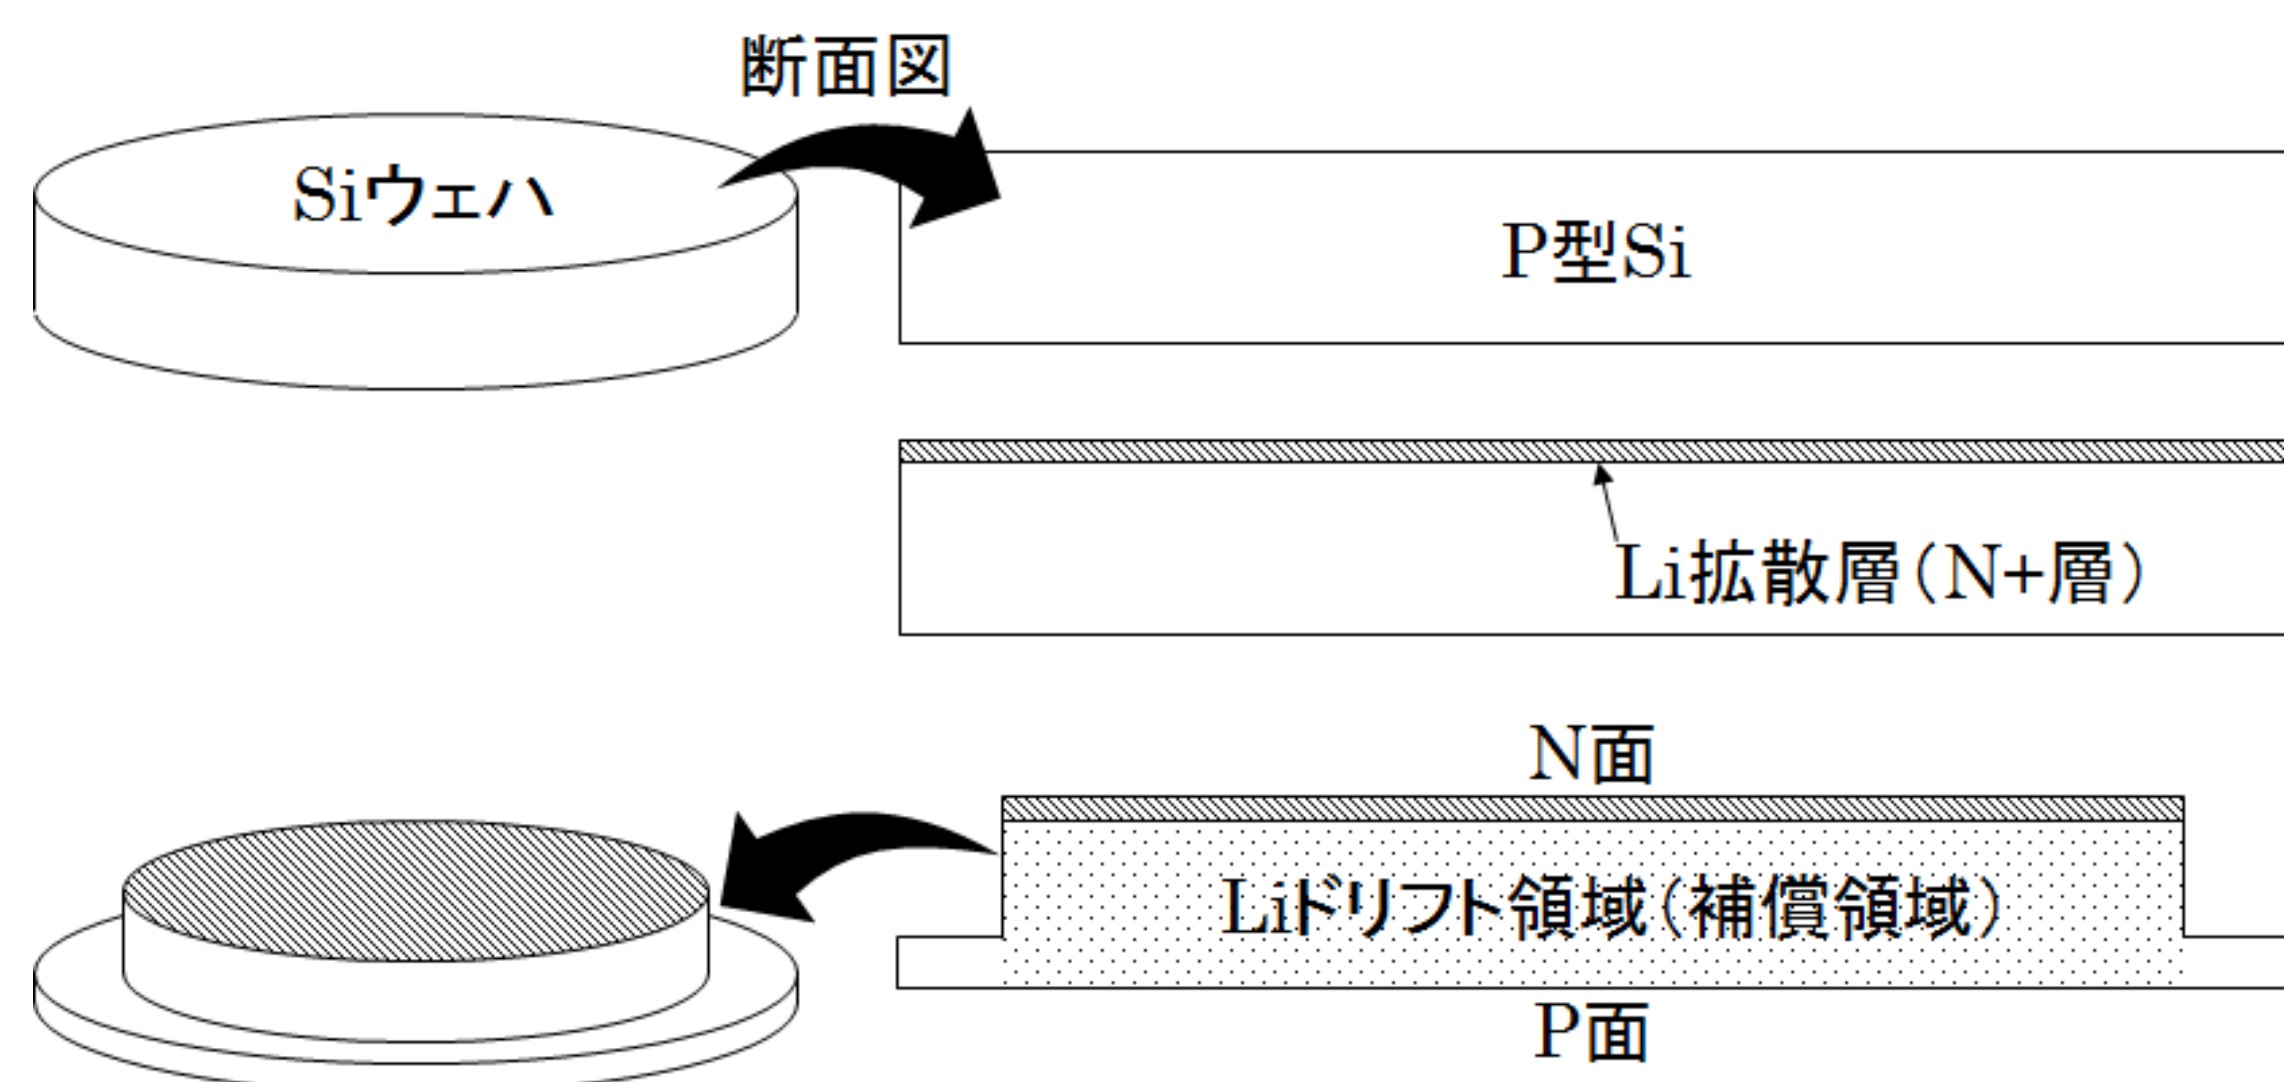 断面図
Siウェハ
P型Si
Li拡散層（N+層）
N面
Liドリフト領域（補償領域）
P面